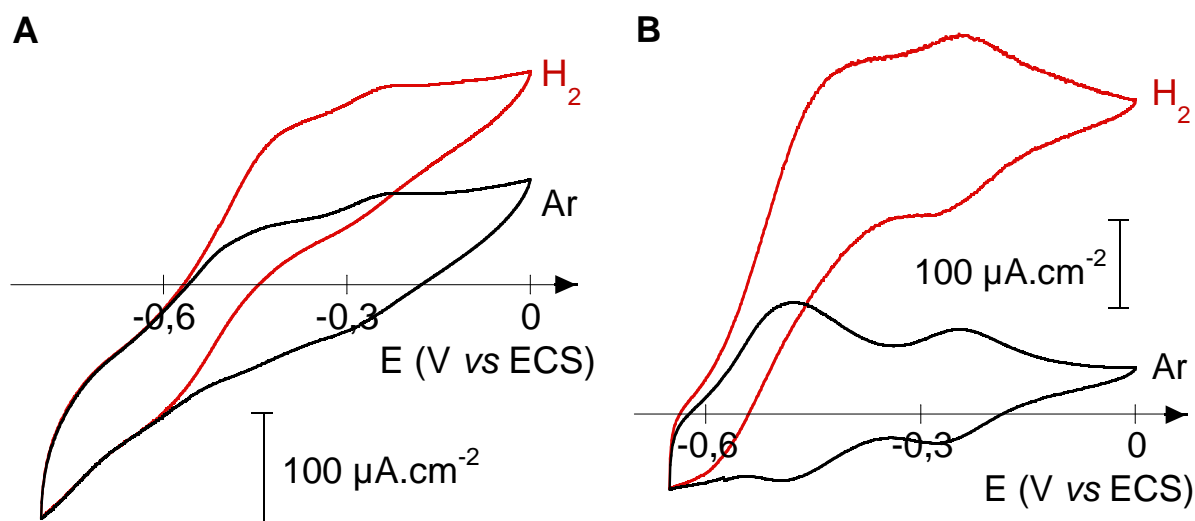 A
H2
Ar
-0,6
-0,3
0
E (V vs ECS)
100 µA.cm-2
B
H2
100 µA.cm-2
Ar
-0,6
-0,3
0
E (V vs ECS)